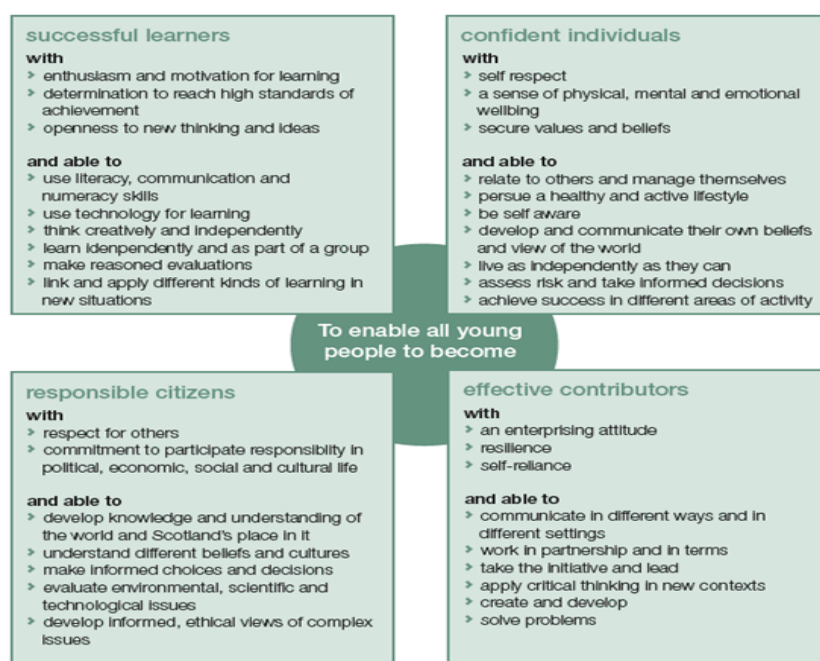 successful learners
with
› enthusiasm and motivation for learning
› determination to reach high standards of
achievement
› openness to new thinking and ideas
and able to
› use literacy, communication and
numeracy skills
› use technology for learning
› think creatively and independently
› learn idenpendently and as part of a group
› make reasoned evaluations
› link and apply different kinds of learning in
new situations
confident individuals
with
› self respect
› a sense of physical, mental and emotional
wellbing
› secure values and beliefs
and able to
› relate to others and manage themselves
› persue a healthy and active lifestyle
› be self aware
› develop and communicate their own beliefs
and view of the world
› live as independently as they can
› assess risk and take informed decisions
› achieve success in different areas of activity
To enable all young
people to become
responsible citizens
with
› respect for others
› commitment to participate responsiblity in
political, economic, social and cultural life
and able to
› develop knowledge and understanding of
the world and Scotland's place in it
› understand different beliefs and cultures
› make informed choices and decisions
› evaluate environmental, scientific and
technological issues
› develop informed, ethical views of complex
issues
effective contributors
with
› an enterprising attitude
› resilience
› self-reliance
and able to
› communicate in different ways and in
different settings
› work in partnership and in terms
› take the initiative and lead
› apply critical thinking in new contexts
› create and develop
› solve problems